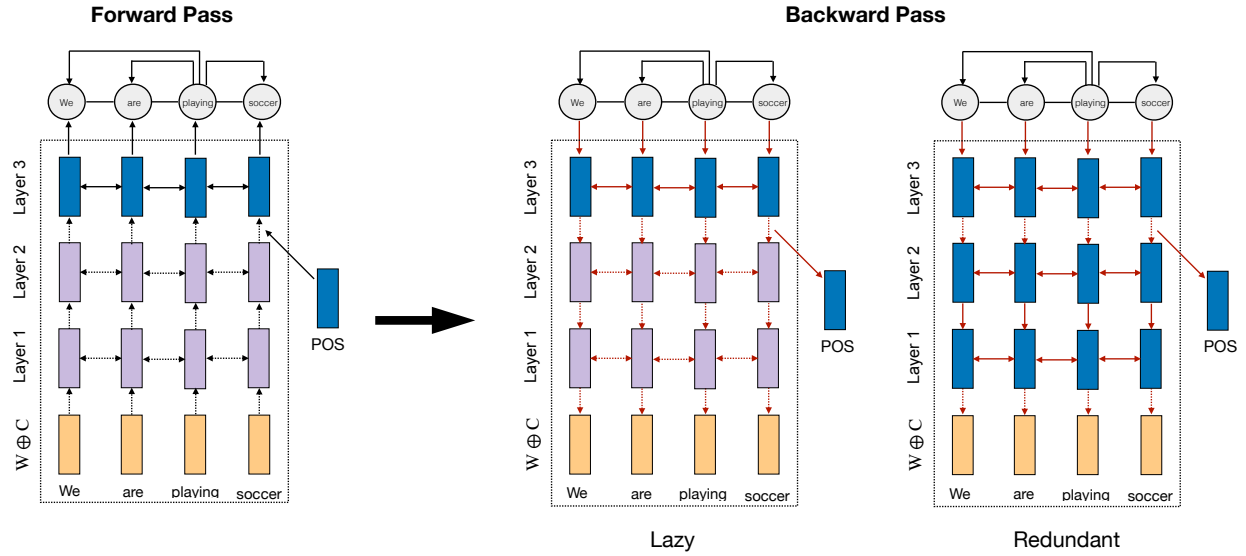 Forward Pass
Backward Pass
We are playing soccer
We are playing soccer
We are playing soccer
Layer 3
Layer 3
Layer 3
Layer 2
Layer 2
Layer 2
POS
POS
POS
Layer 1
Layer 1
Layer 1
W ⊕ C
W ⊕ C
W ⊕ C
We are playing soccer
We are playing soccer
We are playing soccer
Lazy
Redundant